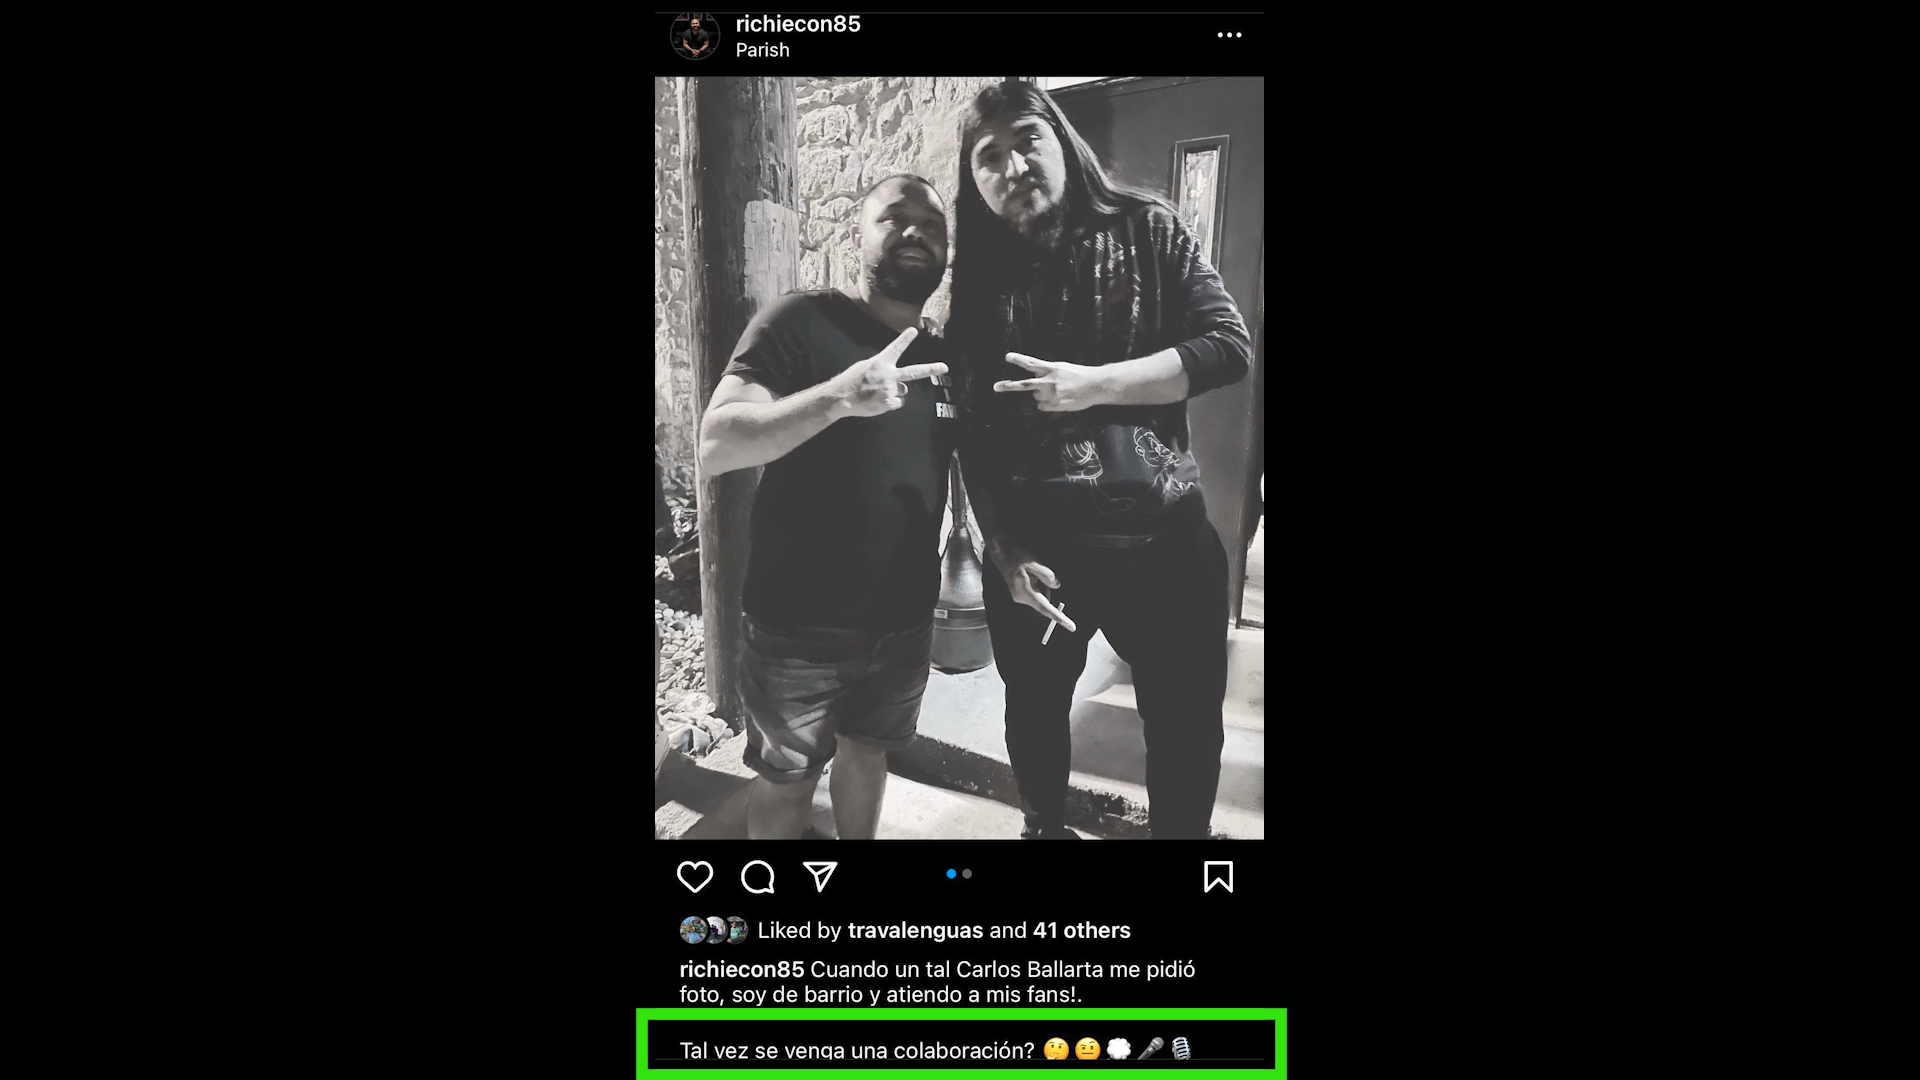 richiecon85
Parish
Liked by travalenguas and 41 others
richiecon85 Cuando un tal Carlos Ballarta me pidió
foto, soy de barrio y atiendo a mis fans!.
Tal vez se venga una colaboración? 🤔🤨💭🎤🎙️